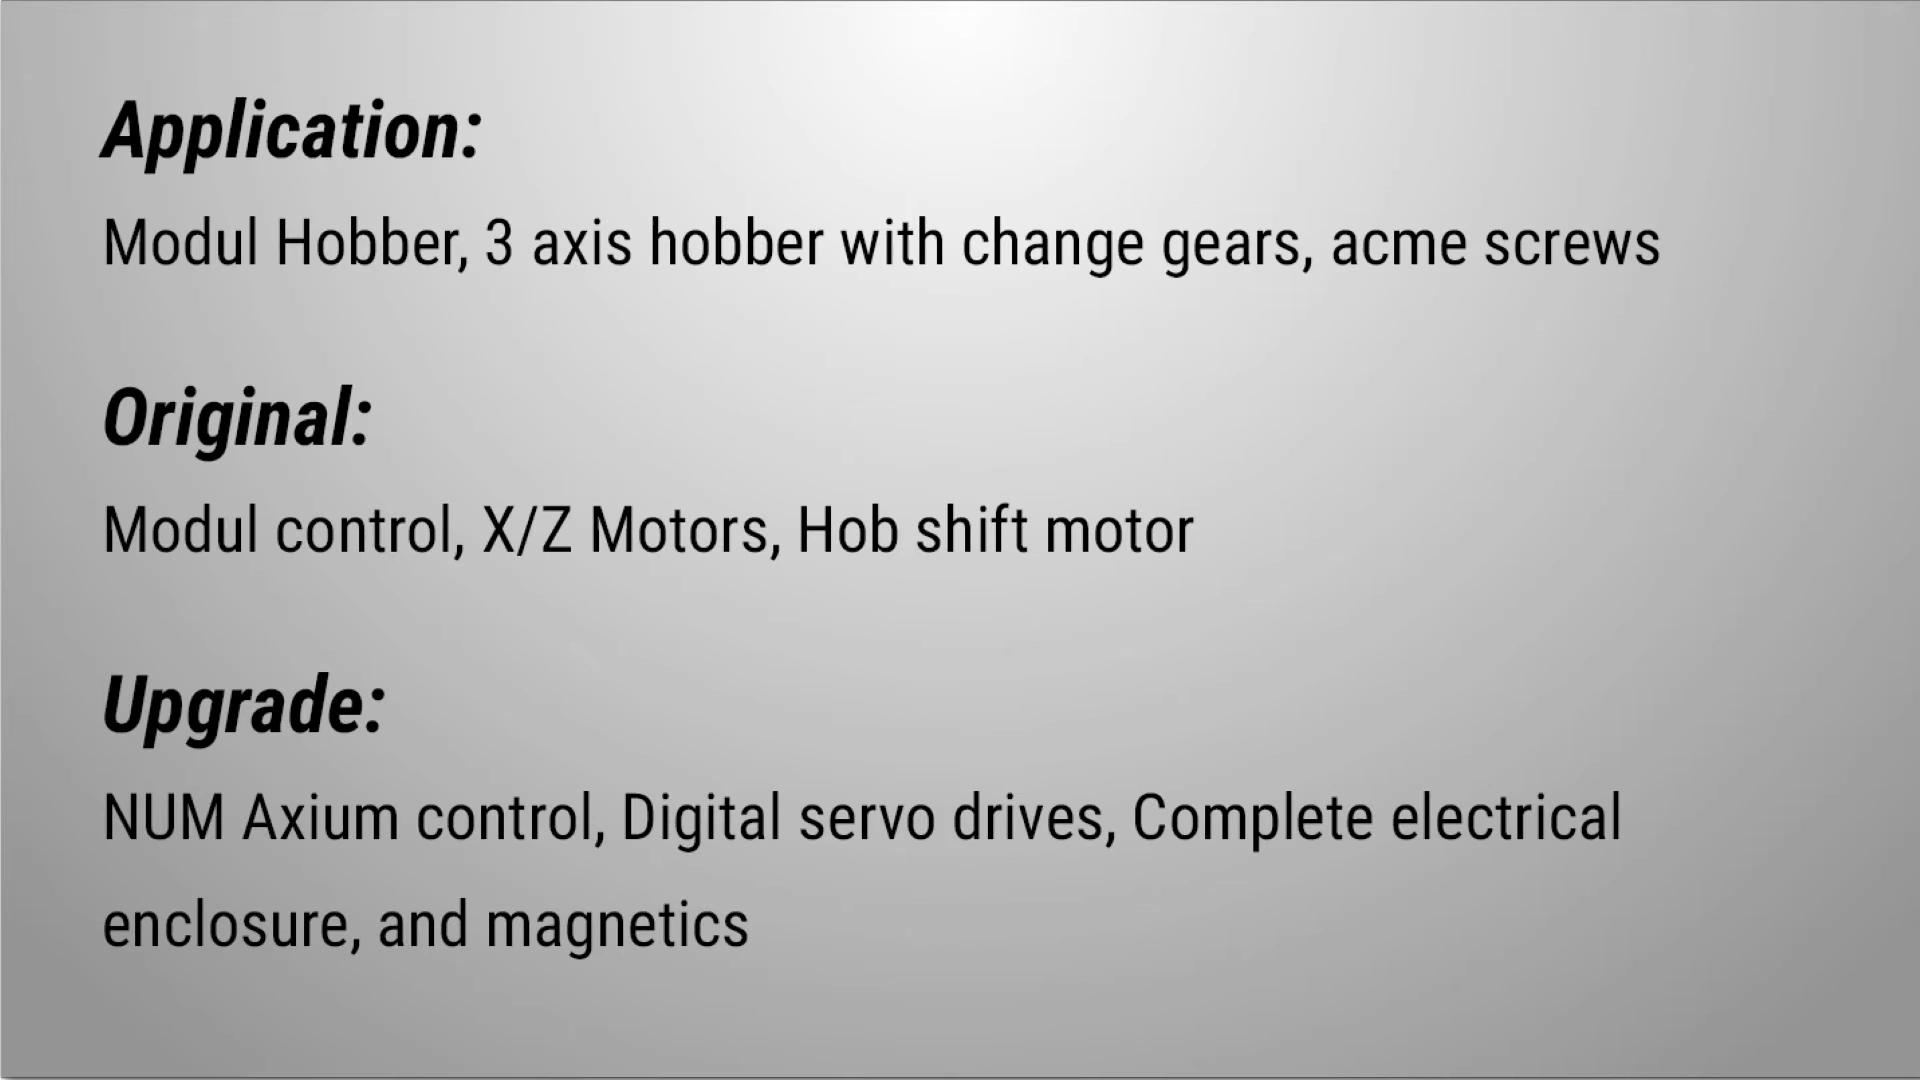 Application:
Modul Hobber, 3 axis hobber with change gears, acme screws
Original:
Modul control, X/Z Motors, Hob shift motor
Upgrade:
NUM Axium control, Digital servo drives, Complete electrical
enclosure, and magnetics